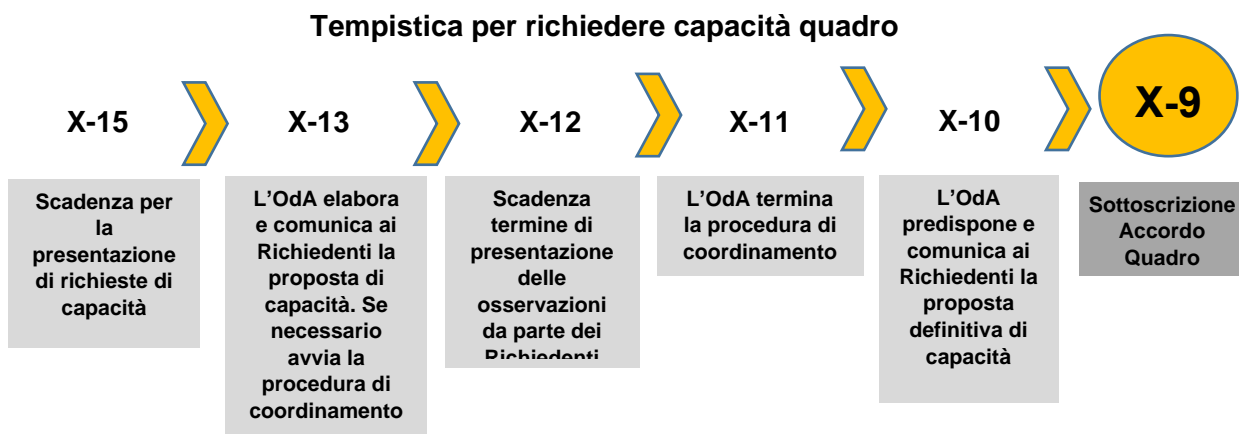 Tempistica per richiedere capacità quadro
X-15
X-13
X-12
X-11
X-10
X-9
Scadenza per
la
presentazione
di richieste di
capacità
L'OdA elabora
e comunica ai
Richiedenti la
proposta di
capacità. Se
necessario
avvia la
procedura di
coordinamento
Scadenza
termine di
presentazione
delle
osservazioni
da parte dei
Richiedenti
L'OdA termina
la procedura di
coordinamento
L'OdA
predispone e
comunica ai
Richiedenti la
proposta
definitiva di
capacità
Sottoscrizione
Accordo
Quadro